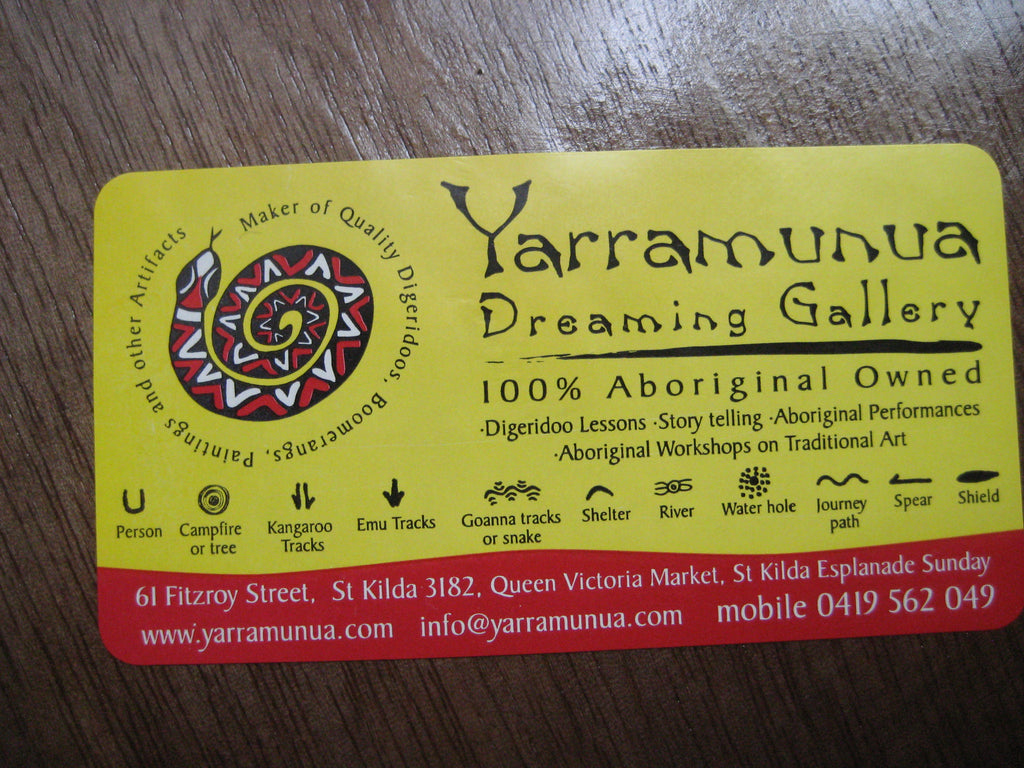 Maker of Quality Digeridoos, Boomerangs, Paintings and other Artifacts
Yarramunua
Dreaming Gallery
100% Aboriginal Owned
·Digeridoo Lessons ·Story telling ·Aboriginal Performances
·Aboriginal Workshops on Traditional Art
Person
Campfire
or tree
Kangaroo
Tracks
Emu Tracks
Goanna tracks
or snake
Shelter
River
Water hole
Journey
path
Spear
Shield
61 Fitzroy Street, St Kilda 3182, Queen Victoria Market, St Kilda Esplanade Sunday
www.yarramunua.com info@yarramunua.com mobile 0419 562 049